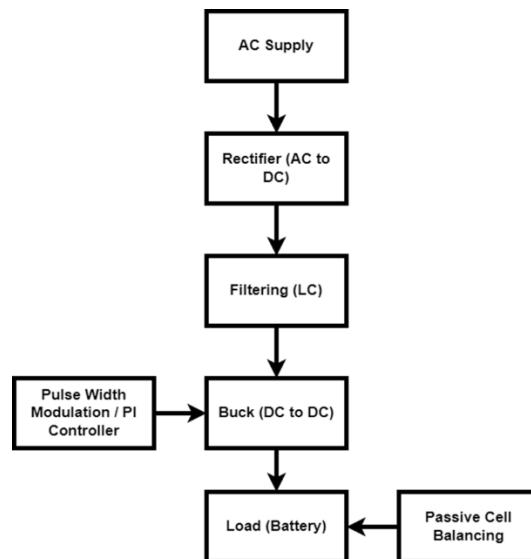 AC Supply
Rectifier (AC to
DC)
Filtering (LC)
Pulse Width
Modulation / PI
Controller
Buck (DC to DC)
Load (Battery)
Passive Cell
Balancing